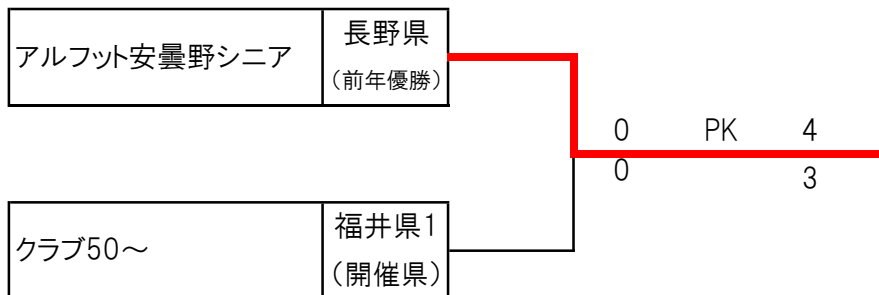 アルフット安曇野シニア
長野県
(前年優勝)
0 PK 4
0 3
クラブ50~
福井県1
(開催県)